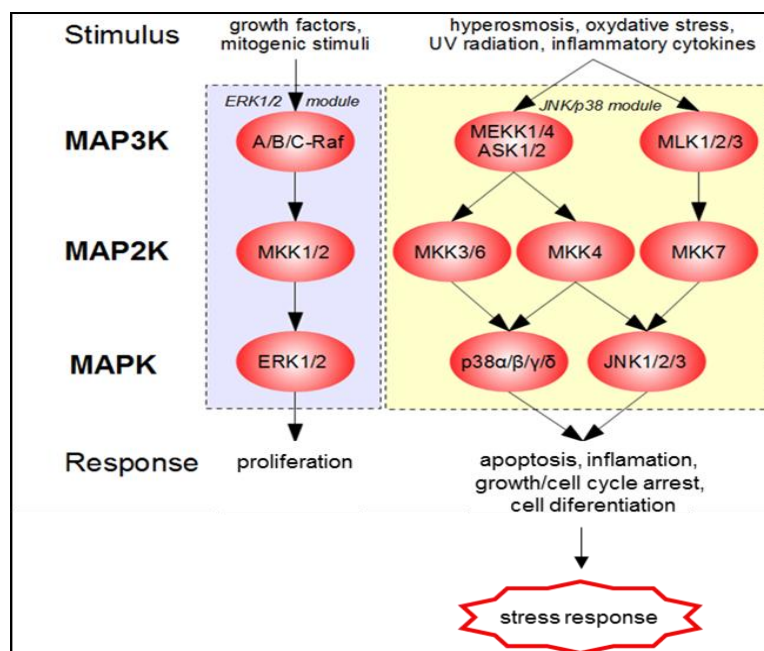 Stimulus
growth factors,
mitogenic stimuli
hyperosmosis, oxydative stress,
UV radiation, inflammatory cytokines
ERK1/2 module
JNK/p38 module
MAP3K
A/B/C-Raf
MEKK1/4
ASK1/2
MLK1/2/3
MAP2K
MKK1/2
MKK3/6
MKK4
MKK7
MAPK
ERK1/2
p38α/β/γ/δ
JNK1/2/3
Response
proliferation
apoptosis, inflamation,
growth/cell cycle arrest,
cell diferentiation
stress response